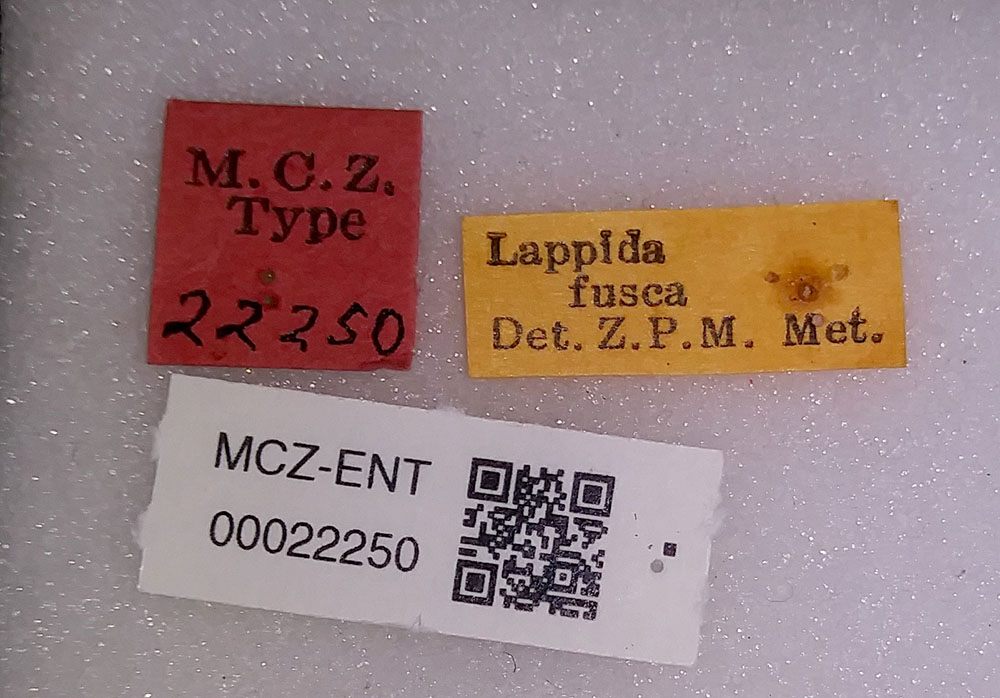 M.C.Z.
Type
22250
Lappida
fusca
Det. Z.P.M. Met.
MCZ-ENT
00022250